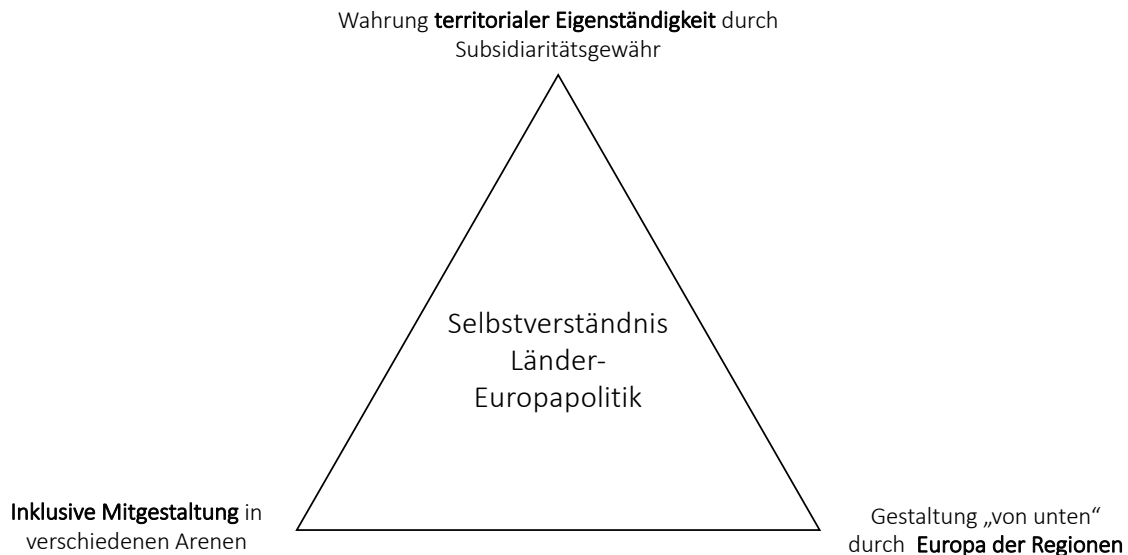 Wahrung territorialer Eigenständigkeit durch
Subsidiaritätsgewähr
Selbstverständnis
Länder-
Europapolitik
Inklusive Mitgestaltung in
verschiedenen Arenen
Gestaltung „von unten“
durch Europa der Regionen